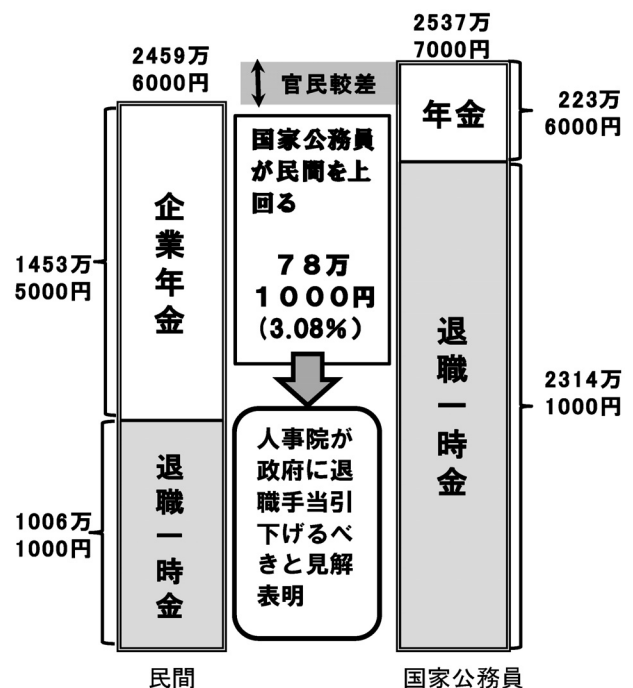 2459万
6000円
企業年金
1453万
5000円
退職一時金
1006万
1000円
民間
官民較差
国家公務員
が民間を上
回る
７８万
１０００円
（3.08％）
人事院が
政府に退
職手当引
下げるべ
きと見解
表明
2537万
7000円
年金
223万
6000円
退職一時金
2314万
1000円
国家公務員